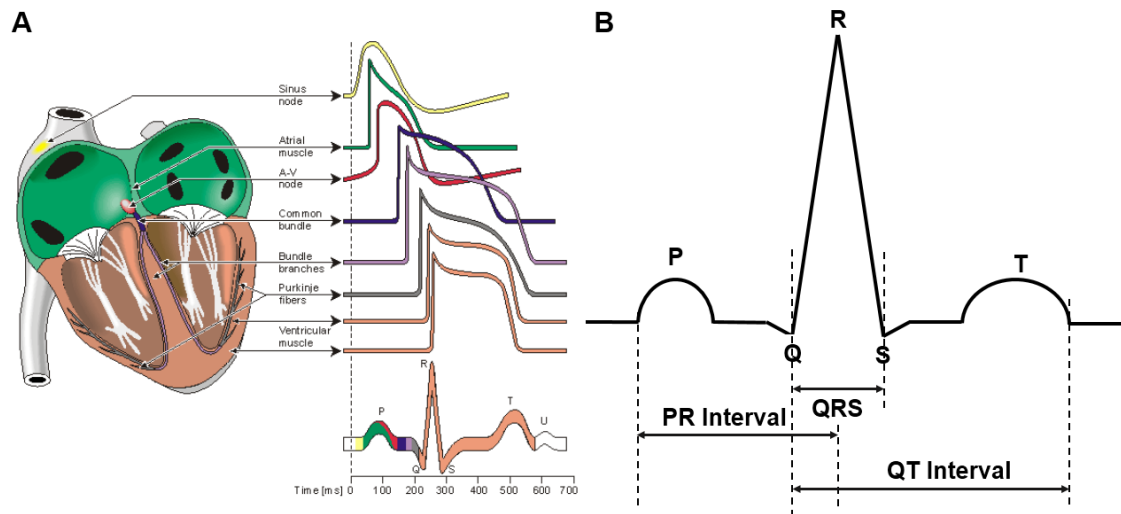 A
Sinus
node
Atrial
muscle
A-V
node
Common
bundle
Bundle
branches
Purkinje
fibers
Ventricular
muscle
R
P
T
U
Q
S
Time [ms]
0 100 200 300 400 500 600 700
B
R
P
T
Q
S
QRS
PR Interval
QT Interval